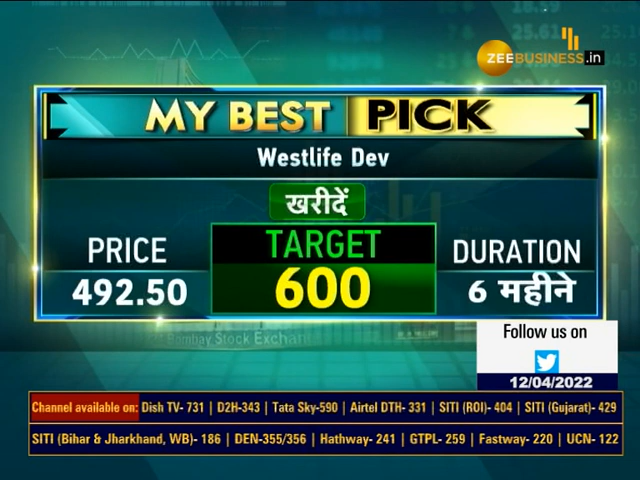 ZEEBUSINESS.in
MY BEST PICK
Westlife Dev
खरीदें
PRICE
492.50
TARGET
600
DURATION
6 महीने
Bombay Stock Exchan
Follow us on
12/04/2022
Channel available on: Dish TV- 731 | D2H-343 | Tata Sky-590 | Airtel DTH- 331 | SITI (ROI)- 404 | SITI (Gujarat)- 429
SITI (Bihar & Jharkhand, WB)- 186 | DEN-355/356 | Hathway- 241 | GTPL- 259 | Fastway- 220 | UCN- 122